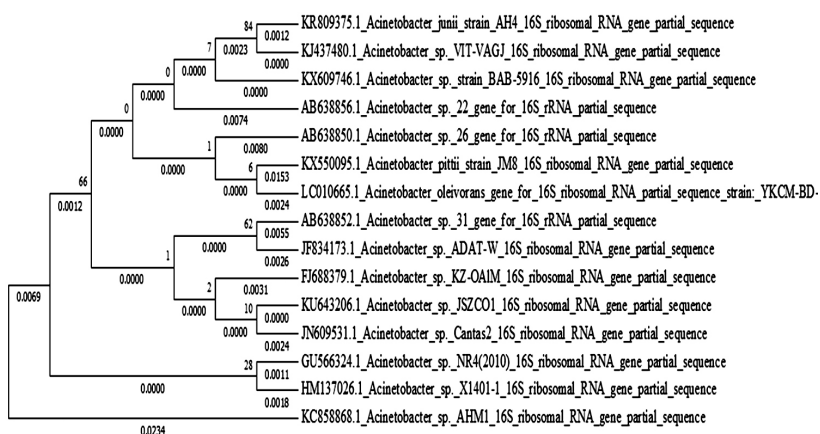 84 KR809375.1_Acinetobacter_junii_strain_AH4_16S_ribosomal_RNA_gene_partial_sequence
0.0012
7 0.0023 KJ437480.1_Acinetobacter_sp._VIT-VAGJ_16S_ribosomal_RNA_gene_partial_sequence
0.0000
0 0.0000 KX609746.1_Acinetobacter_sp._strain_BAB-5916_16S_ribosomal_RNA_gene_partial_sequence
0.0000
0 0.0000 AB638856.1_Acinetobacter_sp._22_gene_for_16S_rRNA_partial_sequence
0.0074
0.0000
1 AB638850.1_Acinetobacter_sp._26_gene_for_16S_rRNA_partial_sequence
0.0080
0.0000 6 KX550095.1_Acinetobacter_pittii_strain_JM8_16S_ribosomal_RNA_gene_partial_sequence
0.0153
66 0.0000 LC010665.1_Acinetobacter_oleivorans_gene_for_16S_ribosomal_RNA_partial_sequence_strain:_YKCM-BD-
0.0024
0.0012
62 AB638852.1_Acinetobacter_sp._31_gene_for_16S_rRNA_partial_sequence
0.0055
0.0000
1 JF834173.1_Acinetobacter_sp._ADAT-W_16S_ribosomal_RNA_gene_partial_sequence
0.0026
0.0000
2 FJ688379.1_Acinetobacter_sp._KZ-OAlM_16S_ribosomal_RNA_gene_partial_sequence
0.0031
0.0069 0.0000 10 KU643206.1_Acinetobacter_sp._JSZCO1_16S_ribosomal_RNA_gene_partial_sequence
0.0000
0.0000 JN609531.1_Acinetobacter_sp._Cantas2_16S_ribosomal_RNA_gene_partial_sequence
0.0024
28 GU566324.1_Acinetobacter_sp._NR4(2010)_16S_ribosomal_RNA_gene_partial_sequence
0.0011
0.0000 HM137026.1_Acinetobacter_sp._X1401-1_16S_ribosomal_RNA_gene_partial_sequence
0.0018
KC858868.1_Acinetobacter_sp._AHM1_16S_ribosomal_RNA_gene_partial_sequence
0.0234